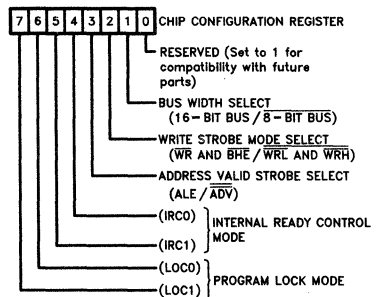 7 6 5 4 3 2 1 0 CHIP CONFIGURATION REGISTER
RESERVED (Set to 1 for
compatibility with future
parts)
BUS WIDTH SELECT
(16-BIT BUS / 8-BIT BUS)
WRITE STROBE MODE SELECT
(WR AND BHE / WRL AND WRH)
ADDRESS VALID STROBE SELECT
(ALE / ADV)
(IRC0)
INTERNAL READY CONTROL
MODE
(IRC1)
(LOC0)
PROGRAM LOCK MODE
(LOC1)